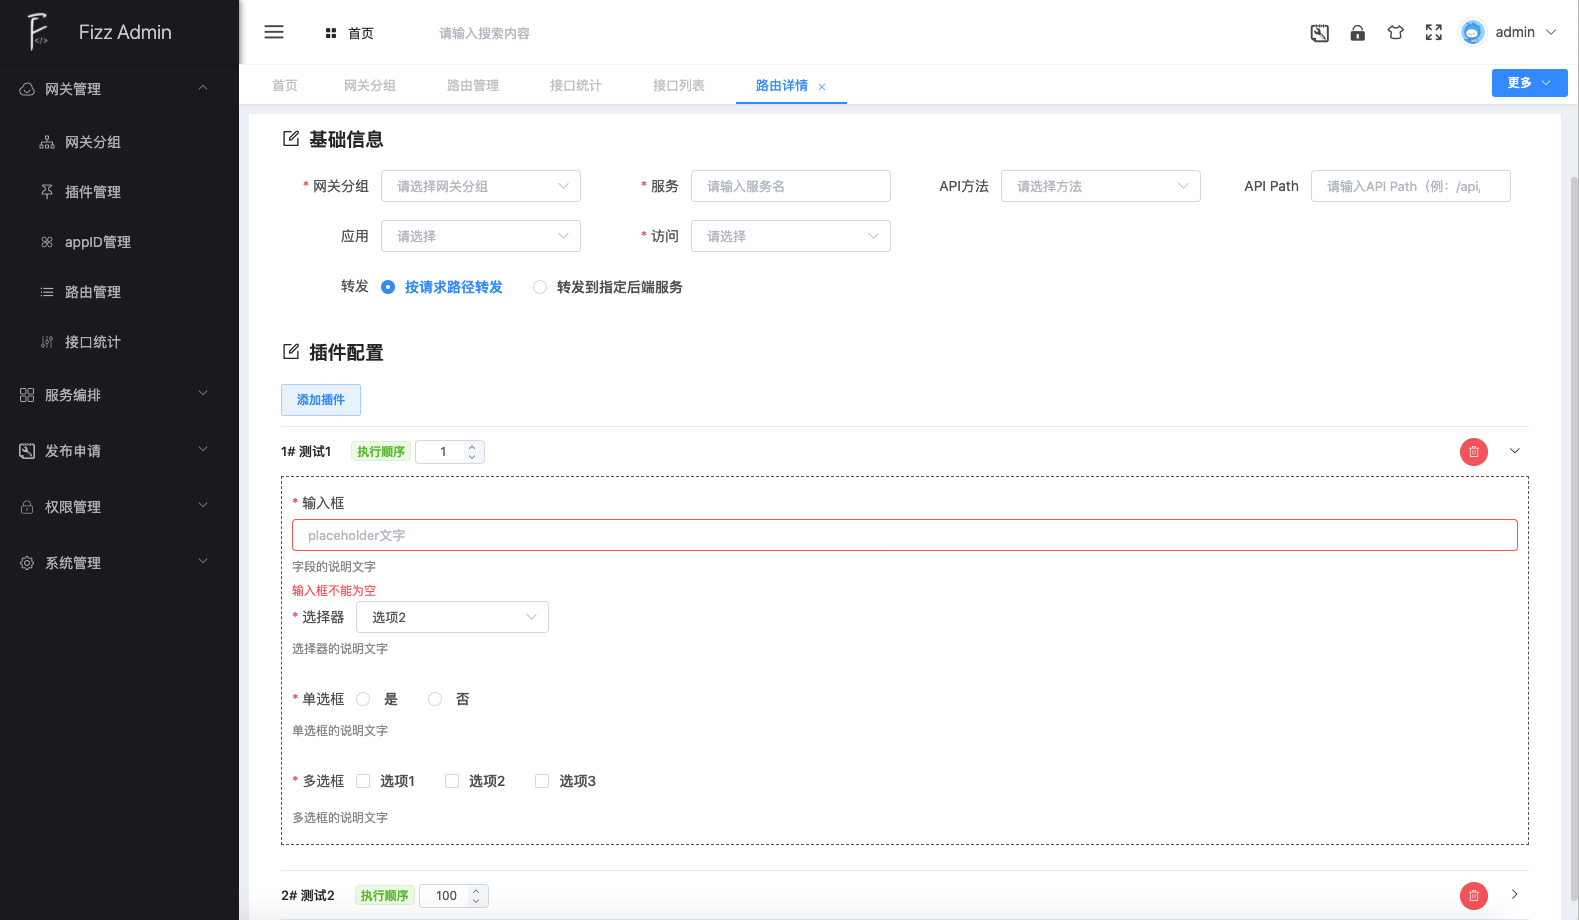 Fizz Admin
网关管理
网关分组
插件管理
appID管理
路由管理
接口统计
服务编排
发布申请
权限管理
系统管理
首页
请输入搜索内容
admin
首页
网关分组
路由管理
接口统计
接口列表
路由详情
更多
基础信息
* 网关分组 请选择网关分组
* 服务 请输入服务名
API方法 请选择方法
API Path 请输入API Path（例：/api,
应用 请选择
* 访问 请选择
转发 按请求路径转发 转发到指定后端服务
插件配置
添加插件
1# 测试1 执行顺序 1
* 输入框
placeholder文字
字段的说明文字
输入框不能为空
* 选择器 选项2
选择器的说明文字
* 单选框 是 否
单选框的说明文字
* 多选框 选项1 选项2 选项3
多选框的说明文字
2# 测试2 执行顺序 100